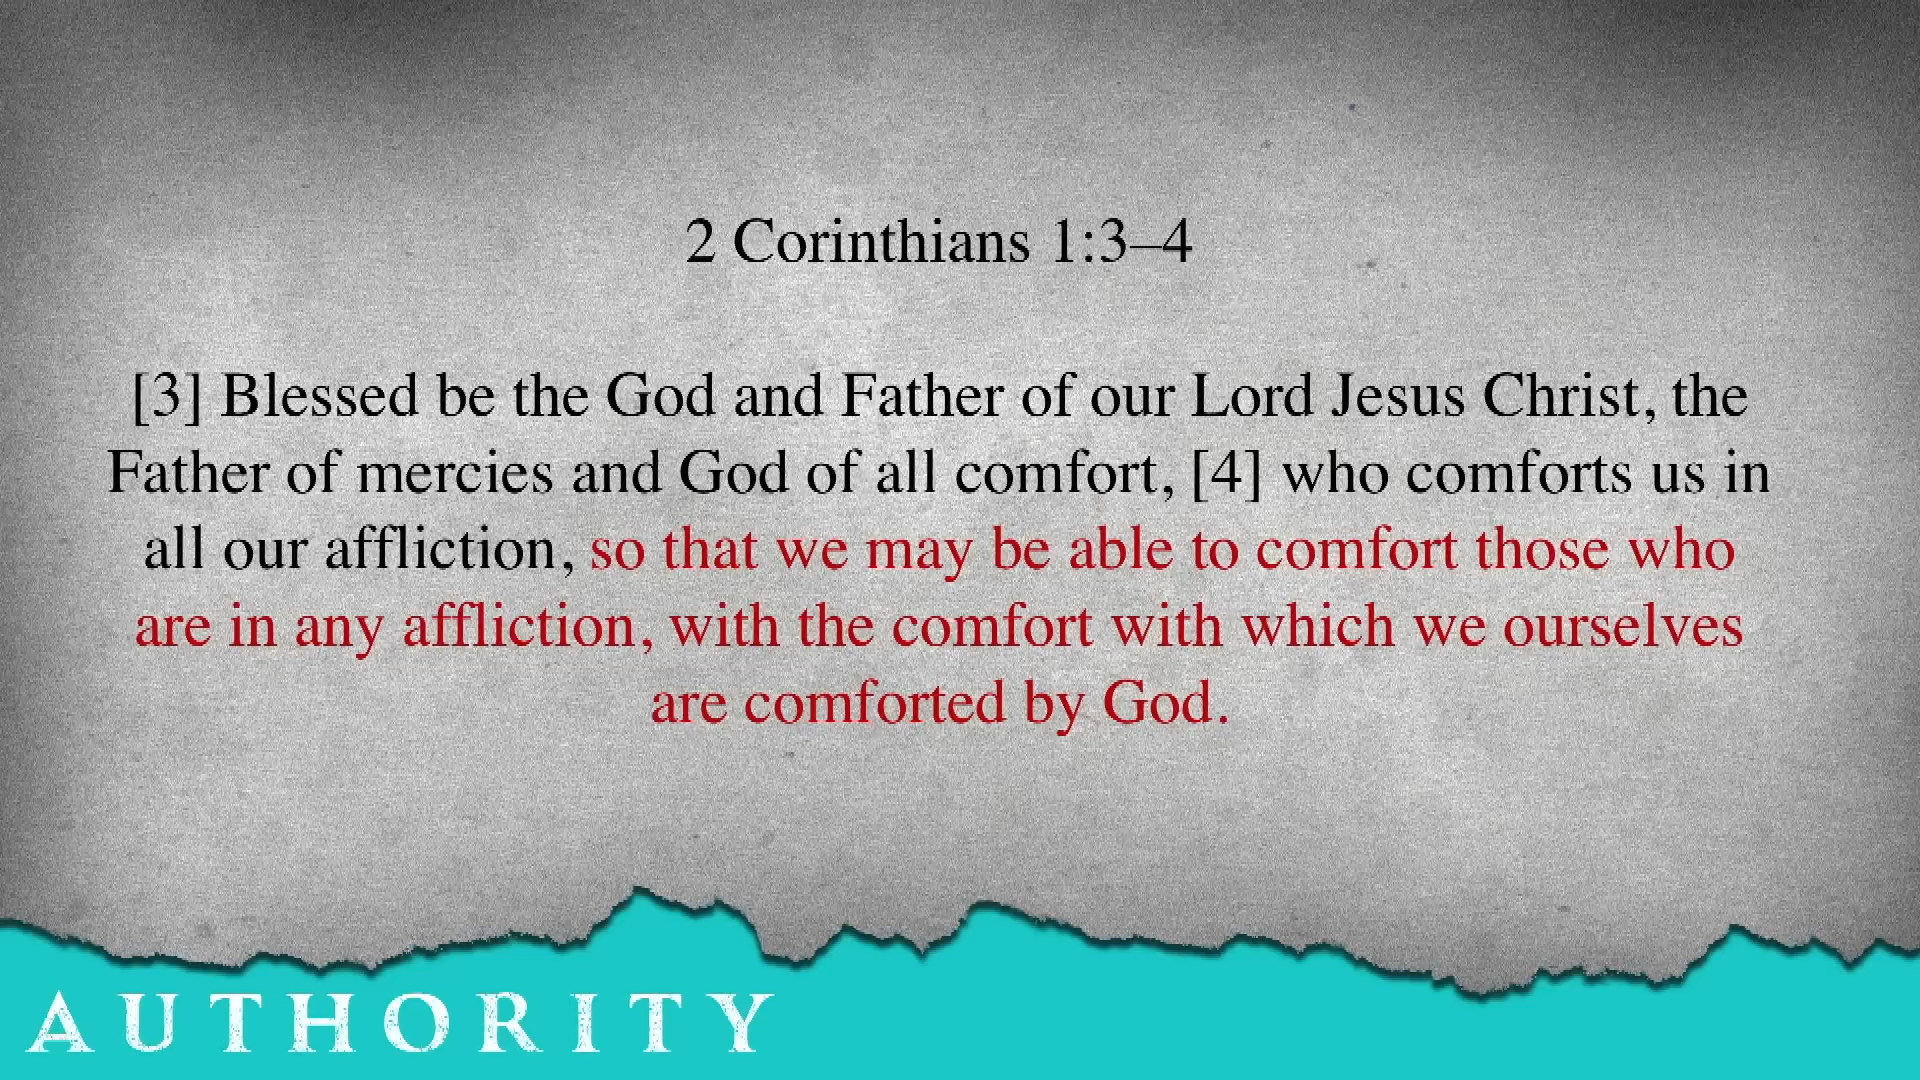 2 Corinthians 1:3–4
[3] Blessed be the God and Father of our Lord Jesus Christ, the
Father of mercies and God of all comfort, [4] who comforts us in
all our affliction, so that we may be able to comfort those who
are in any affliction, with the comfort with which we ourselves
are comforted by God.
AUTHORITY